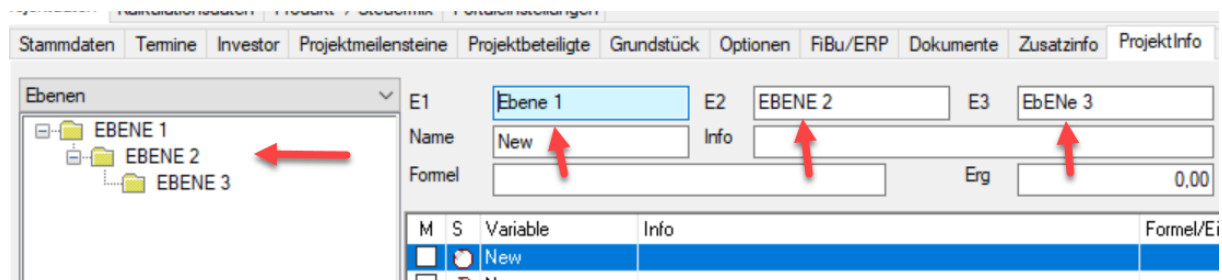 Stammdaten Termine Investor Projektmeilensteine Projektbeteiligte Grundstück Optionen FiBu/ERP Dokumente Zusatzinfo ProjektInfo
Ebenen
E1 Ebene 1 E2 EBENE 2 E3 EbENe 3
EBENE 1
Name New Info
EBENE 2
Formel Erg 0,00
EBENE 3
M S Variable Info Formel/Ei
New